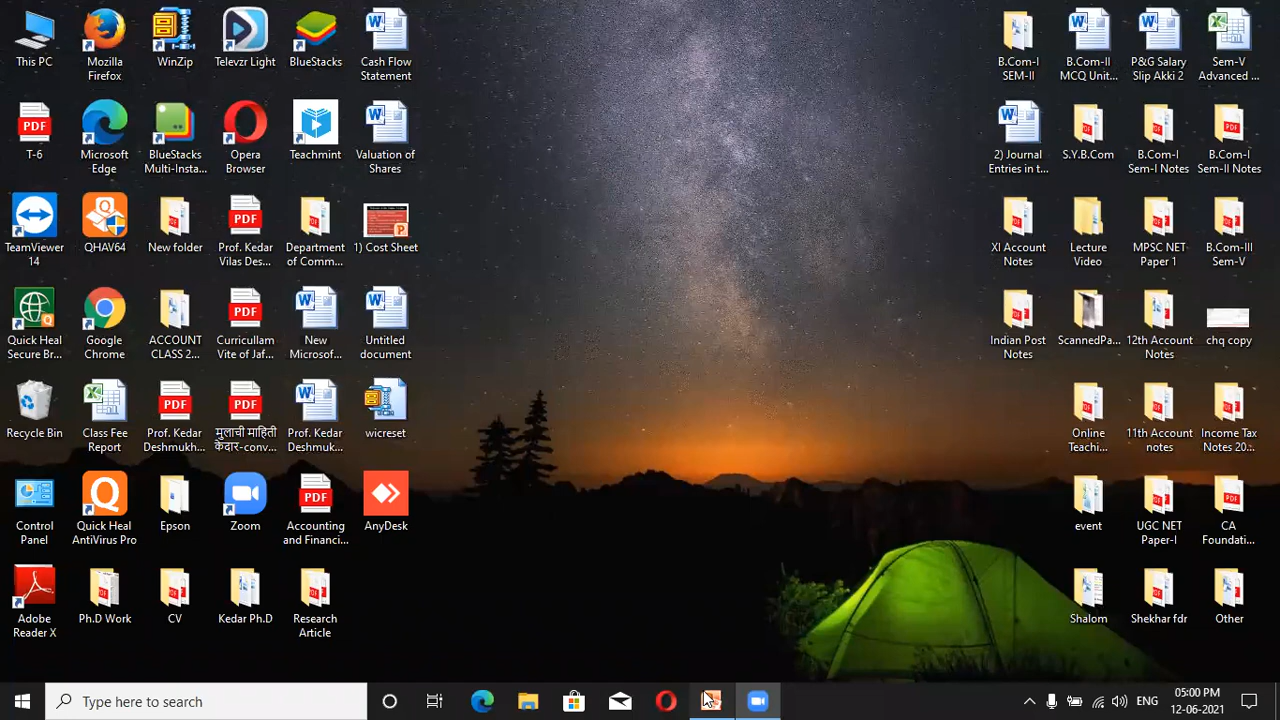 This PC
Mozilla
Firefox
WinZip
Televzr Light
BlueStacks
Cash Flow
Statement
B.Com-I
SEM-II
B.Com-II
MCQ Unit...
P&G Salary
Slip Akki 2
Sem-V
Advanced ...
PDF
T-6
Microsoft
Edge
BlueStacks
Multi-Insta...
Opera
Browser
Teachmint
Valuation of
Shares
2) Journal
Entries in t...
S.Y.B.Com
B.Com-I
Sem-I Notes
B.Com-I
Sem-II Notes
TeamViewer
14
QHAV64
New folder
PDF
Prof. Kedar
Vilas Des...
Department
of Comm...
1) Cost Sheet
XI Account
Notes
Lecture
Video
MPSC NET
Paper 1
B.Com-III
Sem-V
Quick Heal
Secure Br...
Google
Chrome
ACCOUNT
CLASS 2...
PDF
Curricullam
Vite of Jaf...
New
Microsof...
Untitled
document
Indian Post
Notes
ScannedPa...
12th Account
Notes
chq copy
Recycle Bin
Class Fee
Report
PDF
Prof. Kedar
Deshmukh...
PDF
मुलाची माहिती
केदार-conv...
Prof. Kedar
Deshmuk...
wicreset
Online
Teachi...
11th Account
notes
Income Tax
Notes 20...
Control
Panel
Quick Heal
AntiVirus Pro
Epson
Zoom
PDF
Accounting
and Financi...
AnyDesk
event
UGC NET
Paper-I
CA
Foundati...
Adobe
Reader X
Ph.D Work
CV
Kedar Ph.D
Research
Article
Shalom
Shekhar fdr
Other
Type here to search
ENG
05:00 PM
12-06-2021